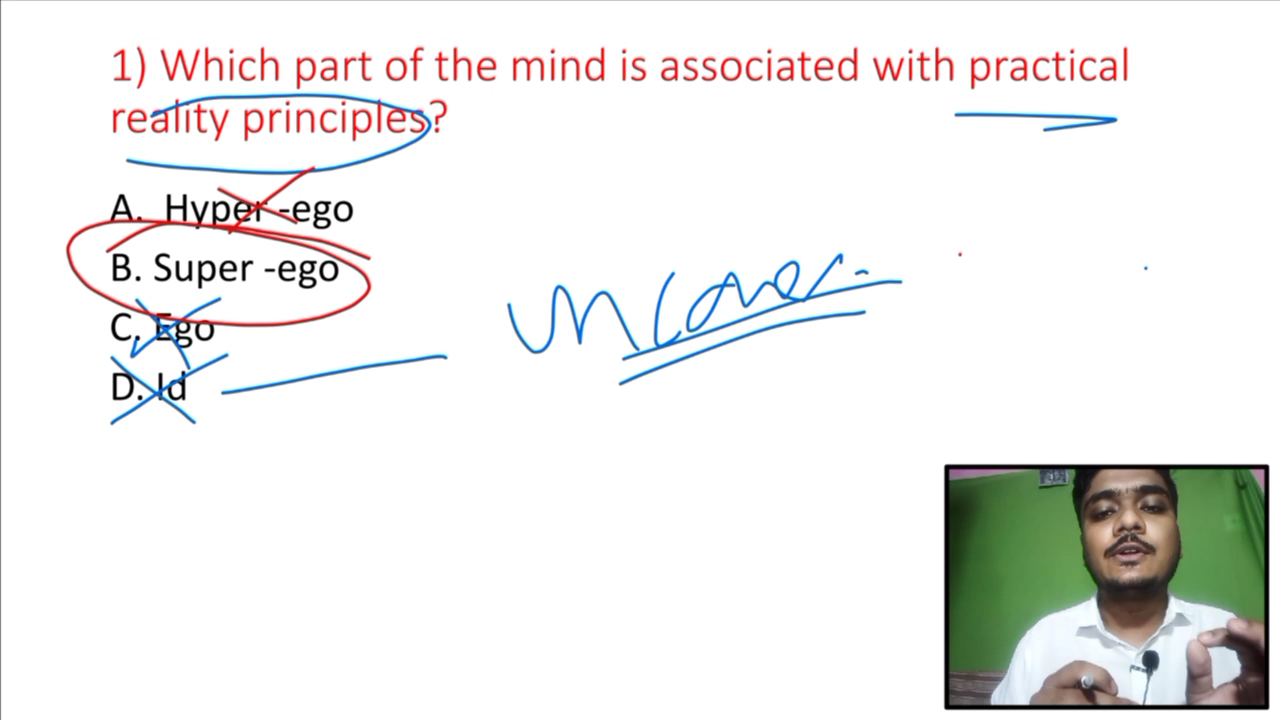 1) Which part of the mind is associated with practical
reality principles?
A. Hyper -ego
B. Super -ego
C. Ego
D. Id